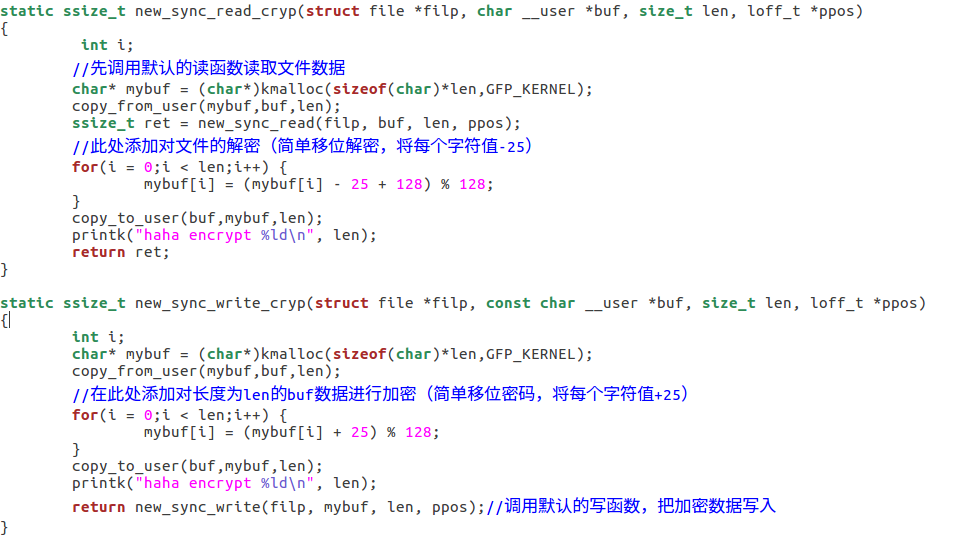 static ssize_t new_sync_read_cryp(struct file *filp, char __user *buf, size_t len, loff_t *ppos)
{
         int i;
        //先调用默认的读函数读取文件数据
        char* mybuf = (char*)kmalloc(sizeof(char)*len,GFP_KERNEL);
        copy_from_user(mybuf,buf,len);
        ssize_t ret = new_sync_read(filp, buf, len, ppos);
        //此处添加对文件的解密（简单移位解密，将每个字符值-25）
        for(i = 0;i < len;i++) {
                mybuf[i] = (mybuf[i] - 25 + 128) % 128;
        }
        copy_to_user(buf,mybuf,len);
        printk("haha encrypt %ld\n", len);
        return ret;
}

static ssize_t new_sync_write_cryp(struct file *filp, const char __user *buf, size_t len, loff_t *ppos)
{
        int i;
        char* mybuf = (char*)kmalloc(sizeof(char)*len,GFP_KERNEL);
        copy_from_user(mybuf,buf,len);
        //在此处添加对长度为len的buf数据进行加密（简单移位密码，将每个字符值+25）
        for(i = 0;i < len;i++) {
                mybuf[i] = (mybuf[i] + 25) % 128;
        }
        copy_to_user(buf,mybuf,len);
        printk("haha encrypt %ld\n", len);
        return new_sync_write(filp, mybuf, len, ppos);//调用默认的写函数，把加密数据写入
}